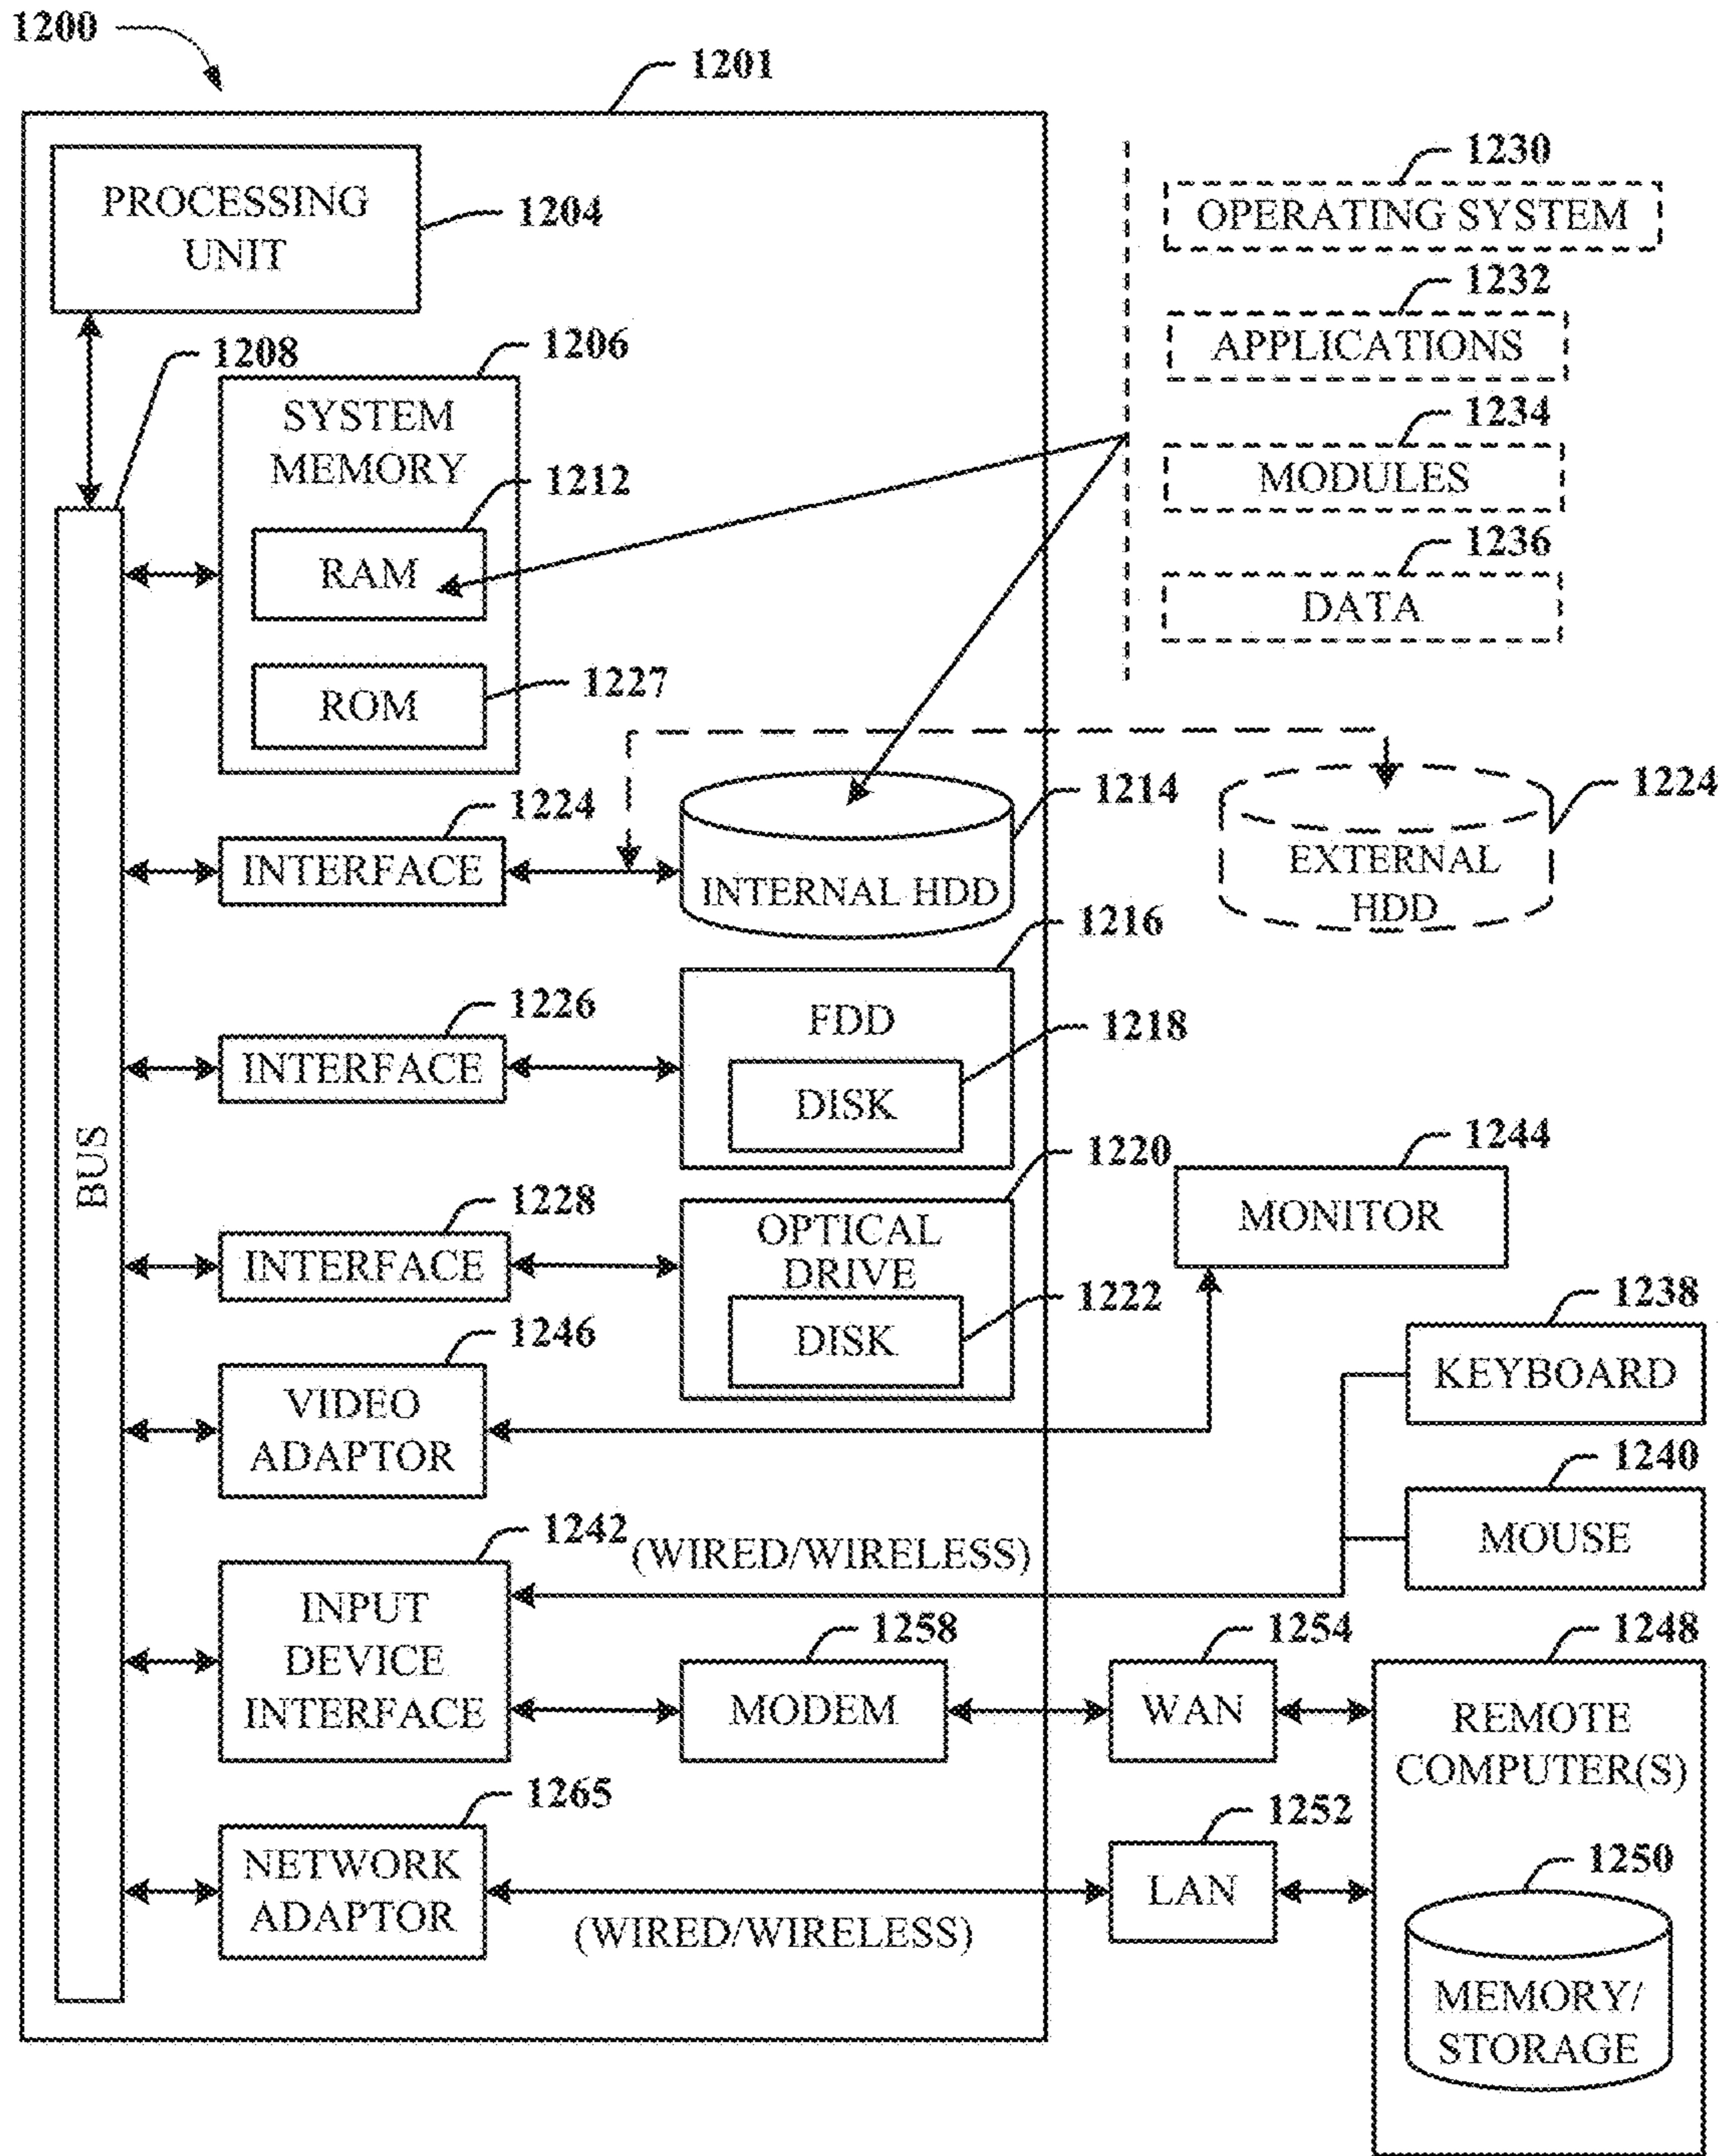 1200
1201
PROCESSING
UNIT
1204
1230
OPERATING SYSTEM
1232
APPLICATIONS
1234
MODULES
1236
DATA
1208
1206
SYSTEM
MEMORY
1212
RAM
1227
ROM
1224
INTERFACE
1214
INTERNAL HDD
1224
EXTERNAL
HDD
1216
FDD
1218
DISK
1226
INTERFACE
BUS
1220
OPTICAL
DRIVE
1222
DISK
1228
INTERFACE
1244
MONITOR
1246
VIDEO
ADAPTOR
1238
KEYBOARD
1240
MOUSE
1242
(WIRED/WIRELESS)
INPUT
DEVICE
INTERFACE
1258
MODEM
1254
WAN
1248
REMOTE
COMPUTER(S)
1265
NETWORK
ADAPTOR
(WIRED/WIRELESS)
1252
LAN
1250
MEMORY/
STORAGE